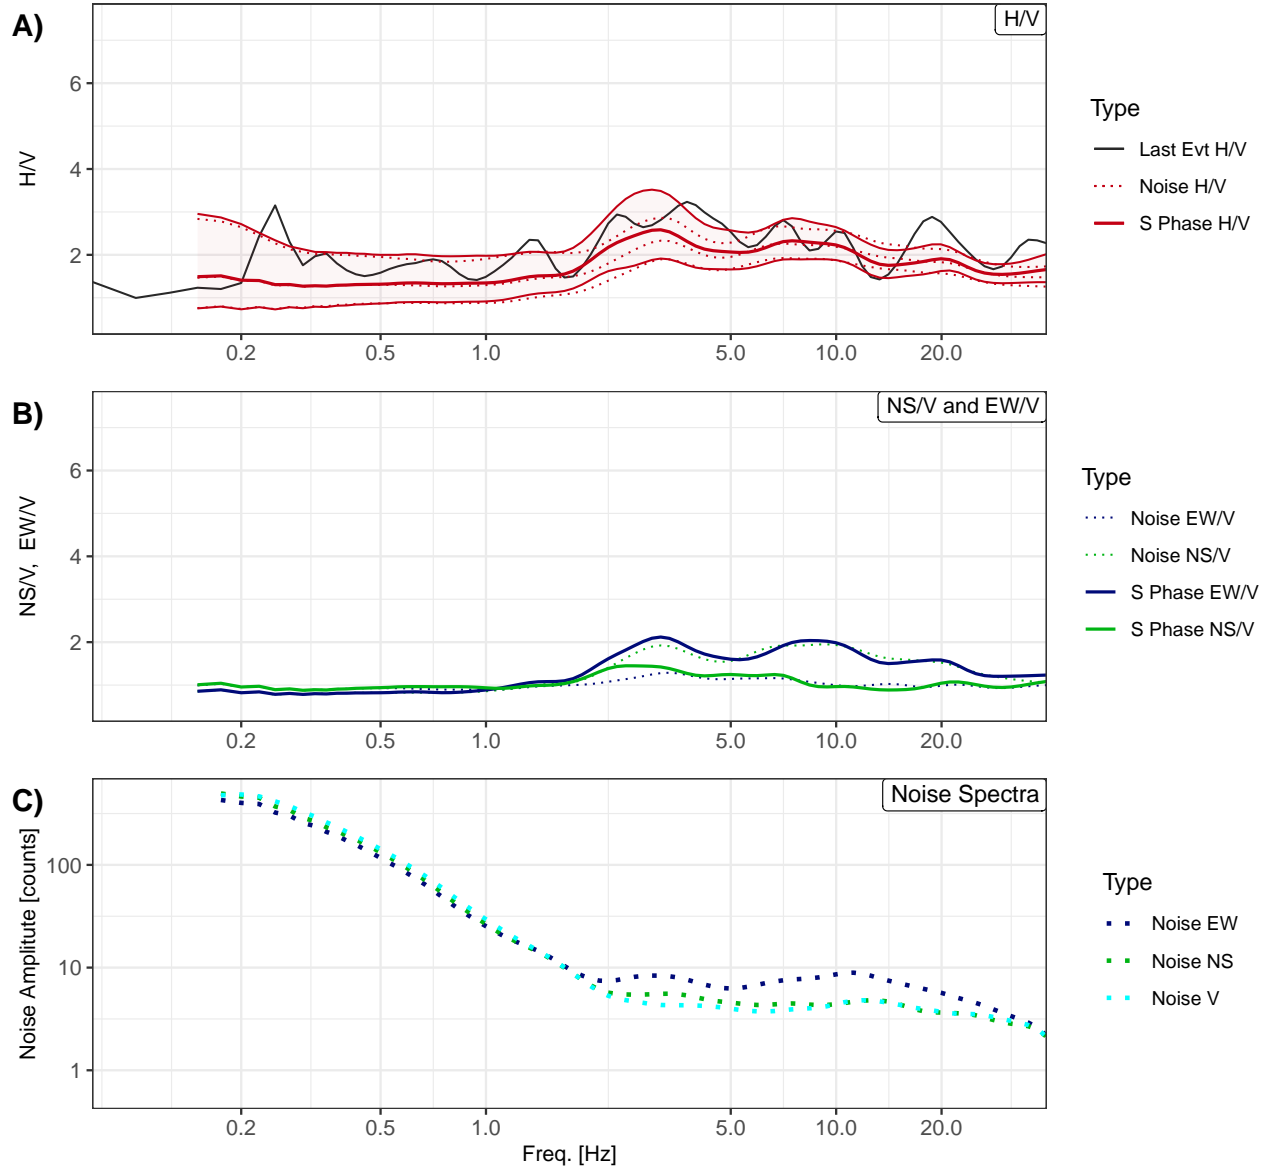 A)
H/V
6
4
2
H/V
0.2 0.5 1.0 5.0 10.0 20.0
Type
Last Evt H/V
Noise H/V
S Phase H/V
B)
NS/V and EW/V
6
4
2
NS/V, EW/V
0.2 0.5 1.0 5.0 10.0 20.0
Type
Noise EW/V
Noise NS/V
S Phase EW/V
S Phase NS/V
C)
Noise Spectra
100
10
1
Noise Amplitute [counts]
0.2 0.5 1.0 5.0 10.0 20.0
Freq. [Hz]
Type
Noise EW
Noise NS
Noise V